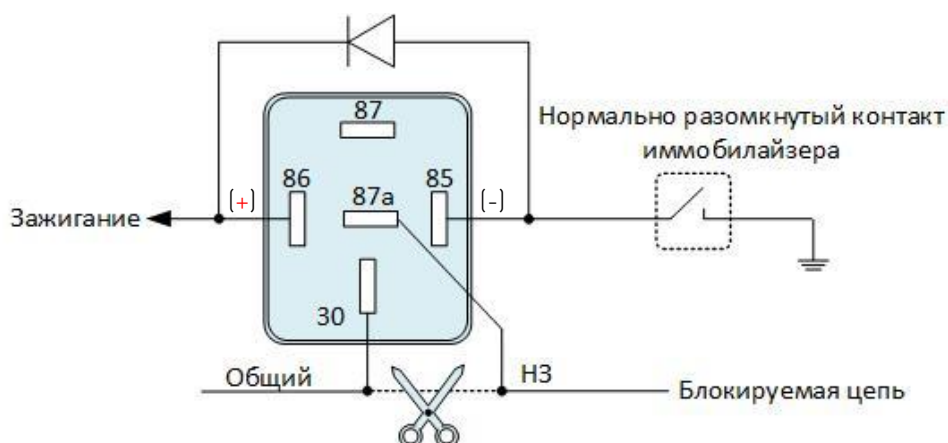 87
Нормально разомкнутый контакт
иммобилайзера
86
87a
85
(+)
(-)
Зажигание
30
Общий
НЗ
Блокируемая цепь